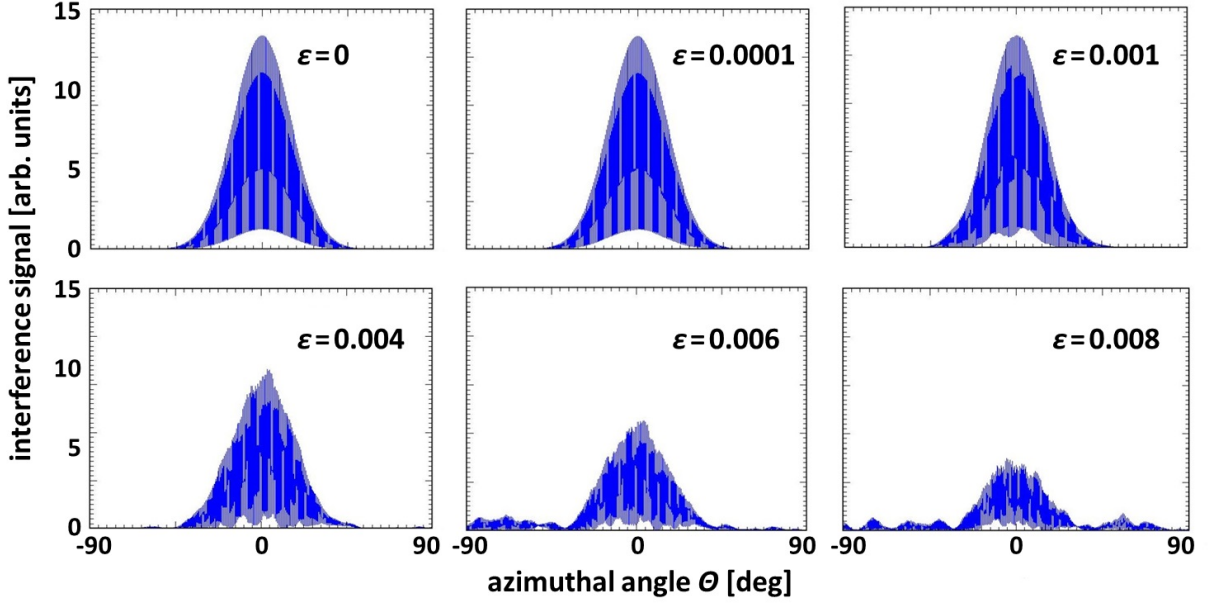 15
10
5
0
ε=0
ε=0.0001
ε=0.001
15
10
5
0
-90
0
90
ε=0.004
-90
0
90
ε=0.006
-90
0
90
ε=0.008
interference signal [arb. units]
azimuthal angle Θ [deg]